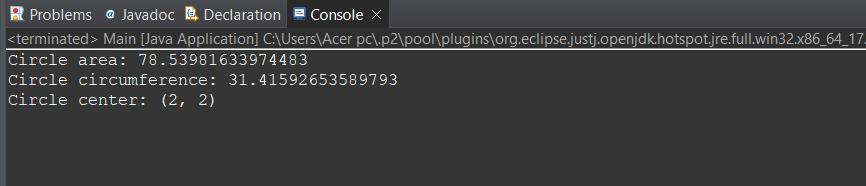 Problems @ Javadoc Declaration Console
<terminated> Main [Java Application] C:\Users\Acer pc\.p2\pool\plugins\org.eclipse.justj.openjdk.hotspot.jre.full.win32.x86_64_17.
Circle area: 78.53981633974483
Circle circumference: 31.41592653589793
Circle center: (2, 2)